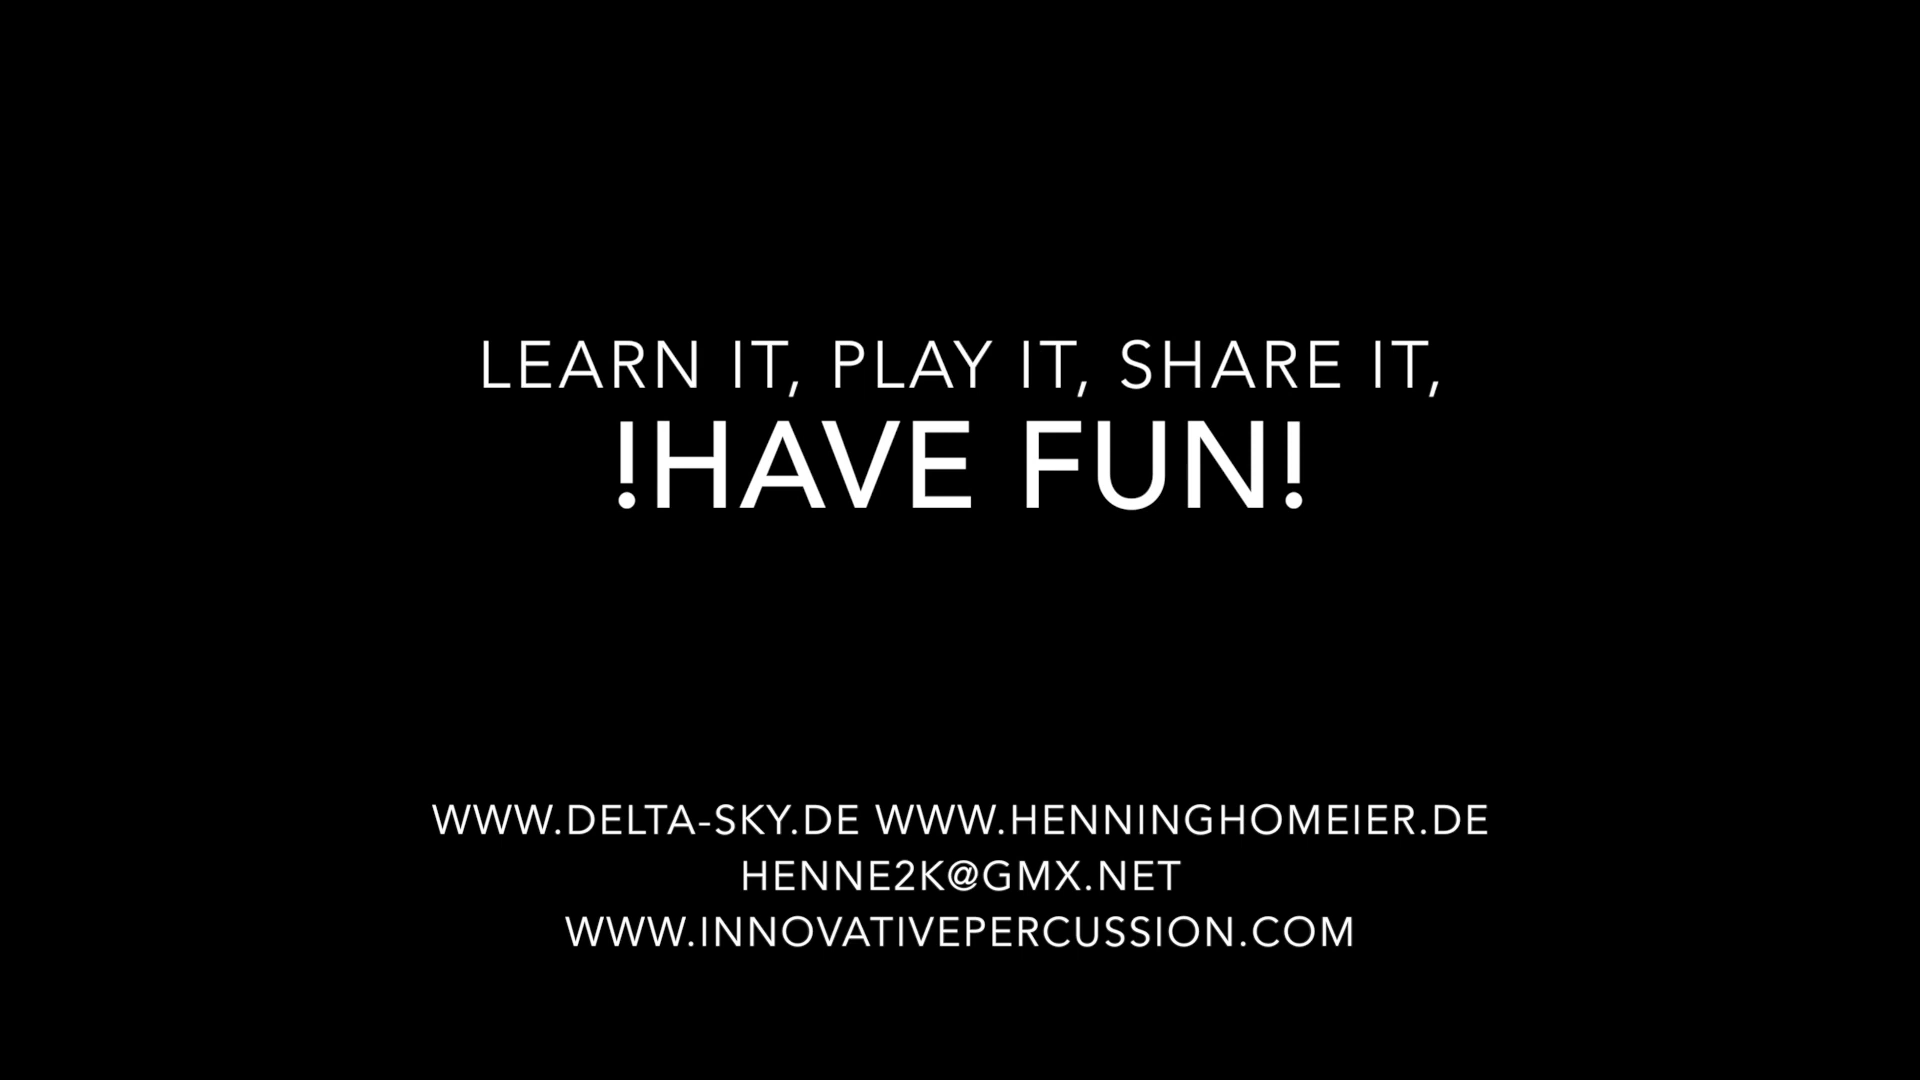 LEARN IT, PLAY IT, SHARE IT,
!HAVE FUN!
WWW.DELTA-SKY.DE WWW.HENNINGHOMEIER.DE
HENNE2K@GMX.NET
WWW.INNOVATIVEPERCUSSION.COM